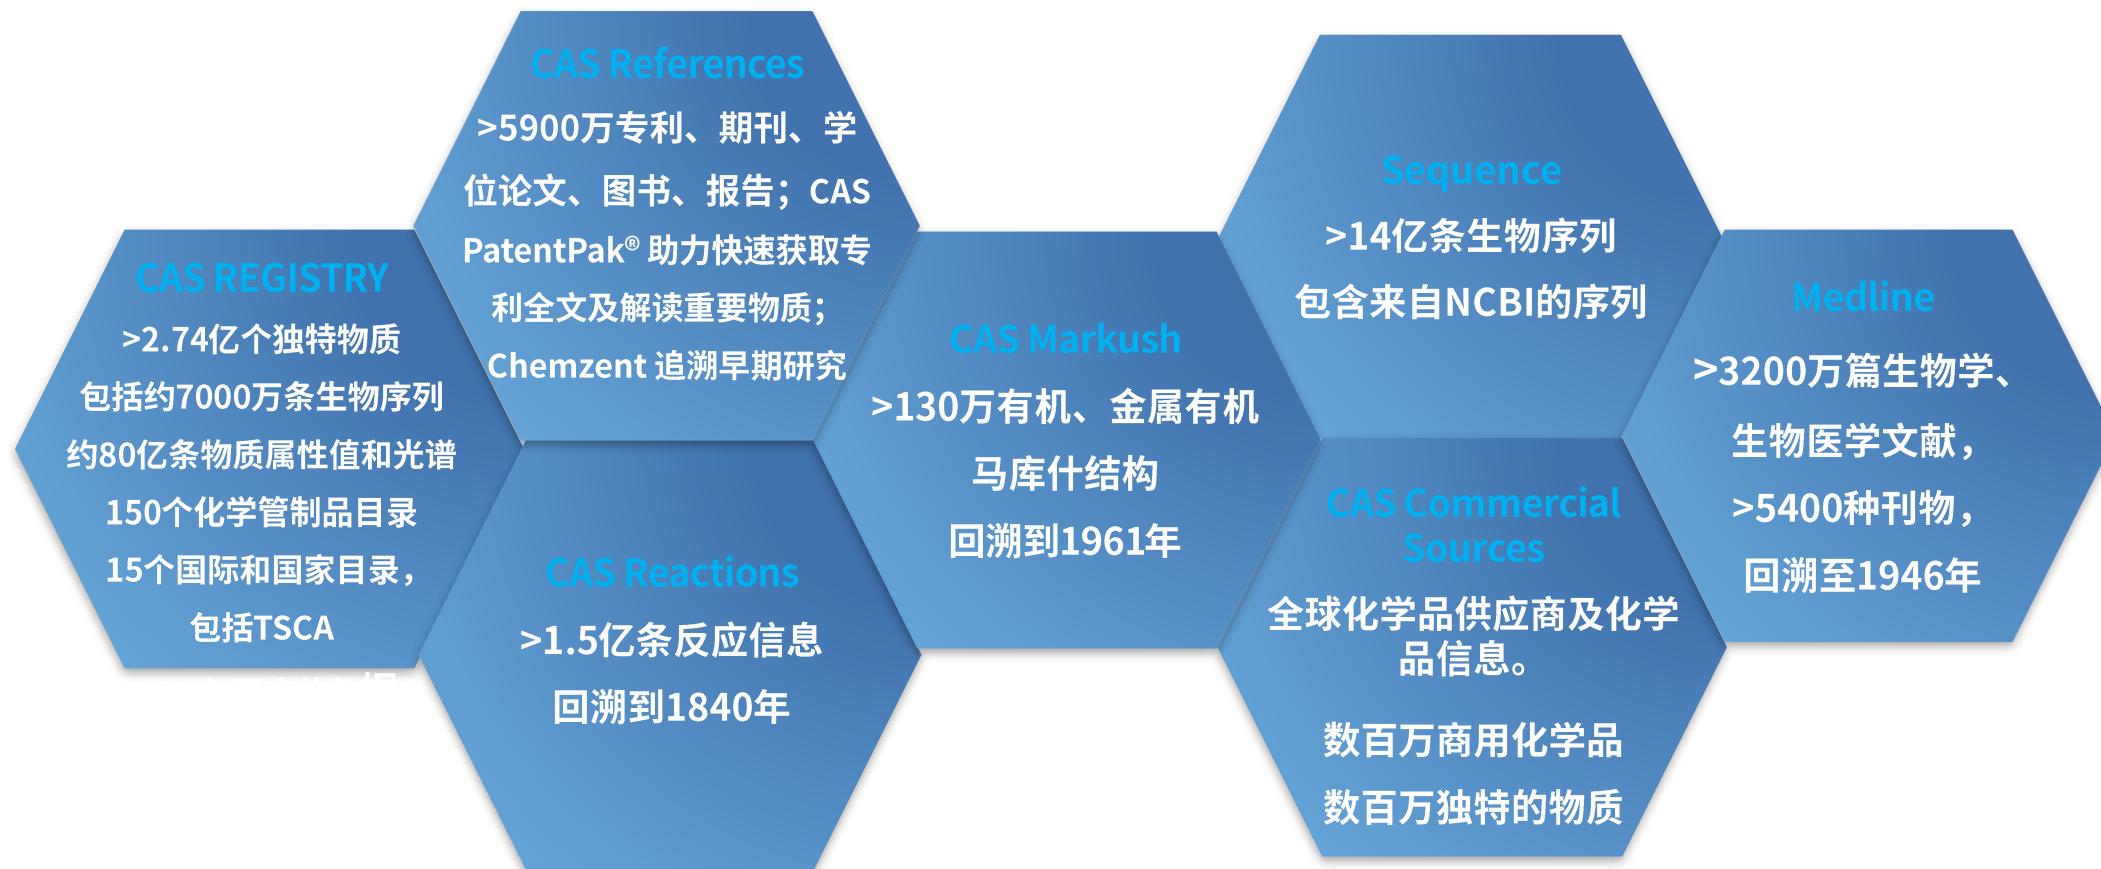 CAS REGISTRY
>2.74亿个独特物质
包括约7000万条生物序列
约80亿条物质属性值和光谱
150个化学管制品目录
15个国际和国家目录，
包括TSCA
CAS References
>5900万专利、期刊、学
位论文、图书、报告；CAS
PatentPak® 助力快速获取专
利全文及解读重要物质；
Chemzent 追溯早期研究
CAS Reactions
>1.5亿条反应信息
回溯到1840年
CAS Markush
>130万有机、金属有机
马库什结构
回溯到1961年
Sequence
>14亿条生物序列
包含来自NCBI的序列
CAS Commercial
Sources
全球化学品供应商及化学
品信息。
数百万商用化学品
数百万独特的物质
Medline
>3200万篇生物学、
生物医学文献，
>5400种刊物，
回溯至1946年